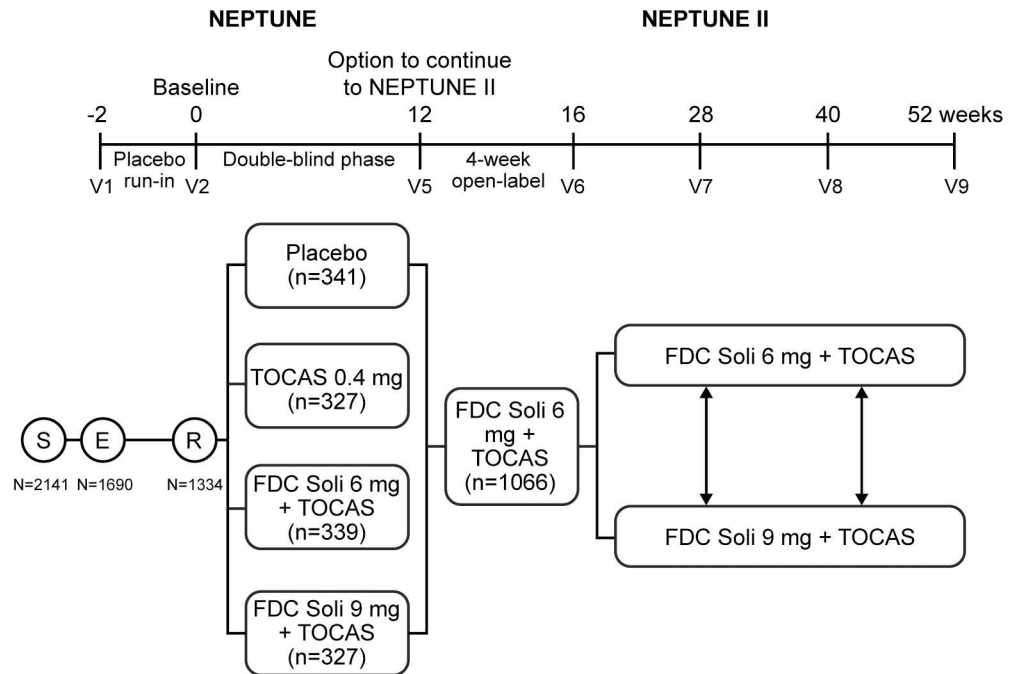 NEPTUNE
NEPTUNE II
Option to continue
to NEPTUNE II
Baseline
-2
0
12
16
28
40
52 weeks
Placebo
run-in
Double-blind phase
4-week
open-label
V1
V2
V5
V6
V7
V8
V9
Placebo
(n=341)
TOCAS 0.4 mg
(n=327)
FDC Soli 6 mg
+ TOCAS
(n=339)
FDC Soli 9 mg
+ TOCAS
(n=327)
S
E
R
N=2141
N=1690
N=1334
FDC Soli 6
mg +
TOCAS
(n=1066)
FDC Soli 6 mg + TOCAS
FDC Soli 9 mg + TOCAS